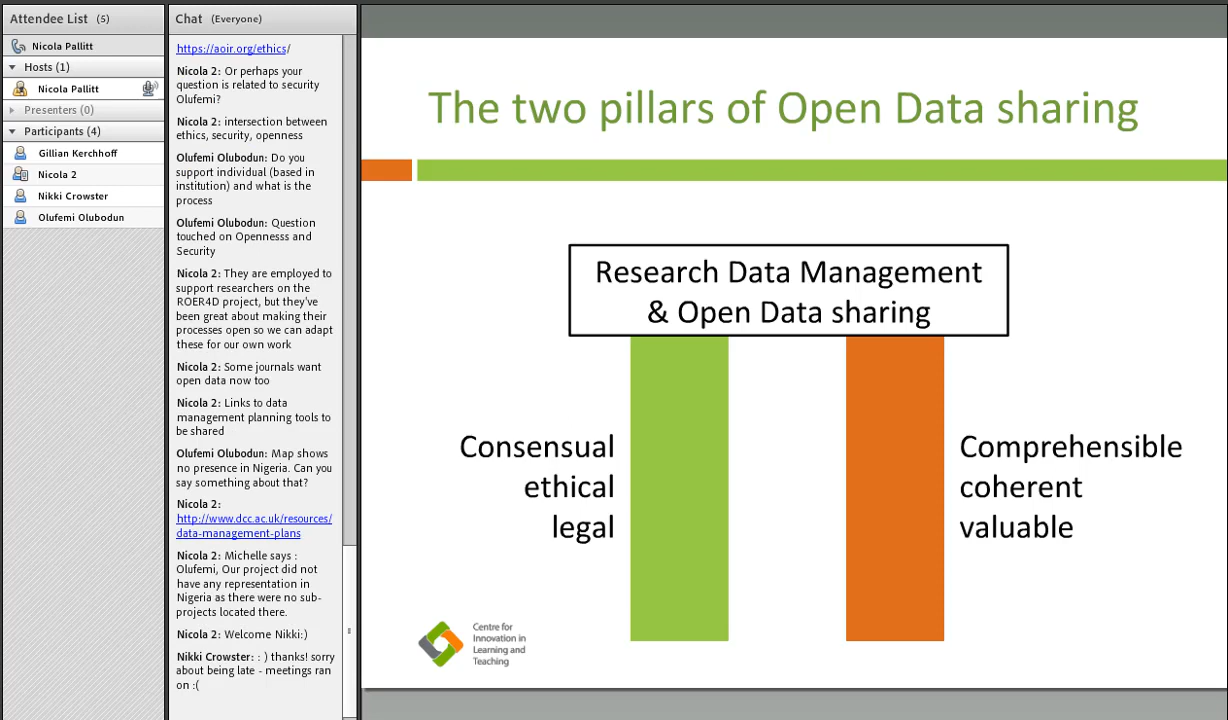 Attendee List (5)
Nicola Pallitt
Hosts (1)
Nicola Pallitt
Presenters (0)
Participants (4)
Gillian Kerchhoff
Nicola 2
Nikki Crowster
Olufemi Olubodun
Chat (Everyone)
https://aoir.org/ethics/
Nicola 2: Or perhaps your
question is related to security
Olufemi?
Nicola 2: intersection between
ethics, security, openness
Olufemi Olubodun: Do you
support individual (based in
institution) and what is the
process
Olufemi Olubodun: Question
touched on Opennesss and
Security
Nicola 2: They are employed to
support researchers on the
ROER4D project, but they've
been great about making their
processes open so we can adapt
these for our own work
Nicola 2: Some journals want
open data now too
Nicola 2: Links to data
management planning tools to
be shared
Olufemi Olubodun: Map shows
no presence in Nigeria. Can you
say something about that?
Nicola 2:
http://www.dcc.ac.uk/resources/
data-management-plans
Nicola 2: Michelle says :
Olufemi, Our project did not
have any representation in
Nigeria as there were no sub-
projects located there.
Nicola 2: Welcome Nikki:)
Nikki Crowster: : ) thanks! sorry
about being late - meetings ran
on :(
The two pillars of Open Data sharing
Research Data Management
& Open Data sharing
Consensual
ethical
legal
Comprehensible
coherent
valuable
Centre for
Innovation in
Learning and
Teaching